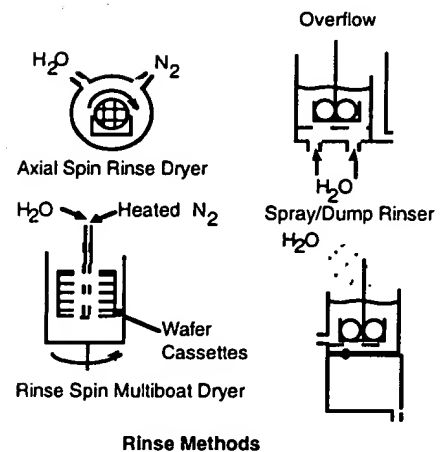 Overflow
H₂O N₂
Axial Spin Rinse Dryer
H₂O
Spray/Dump Rinser
H₂O Heated N₂
H₂O
Wafer
Cassettes
Rinse Spin Multiboat Dryer
Rinse Methods